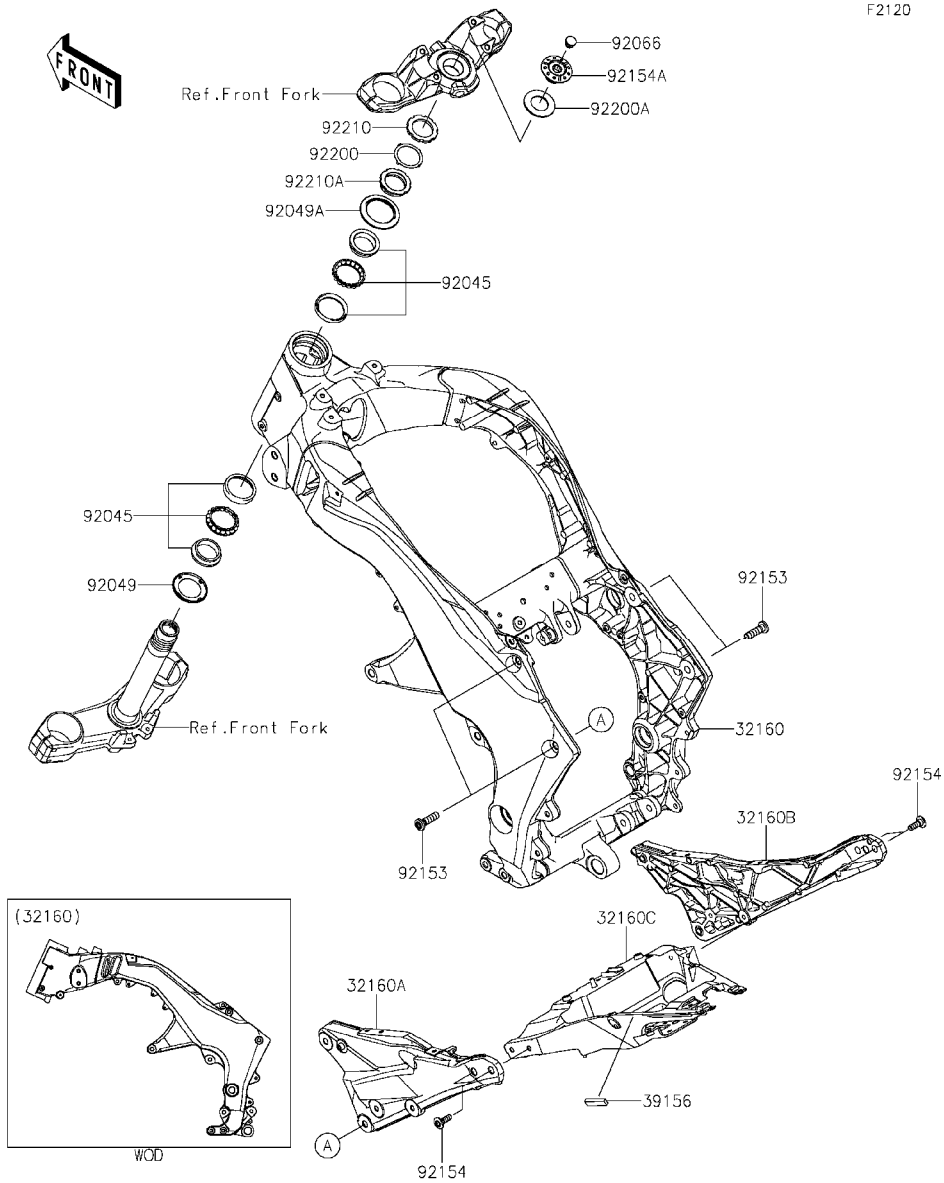 F2120
FRONT
92066
92154A
Ref.Front Fork
92200A
92210
92200
92210A
92049A
92045
92045
92049
92153
Ref.Front Fork
A
32160
92154
32160B
92153
(32160)
32160C
32160A
39156
A
WOD
92154